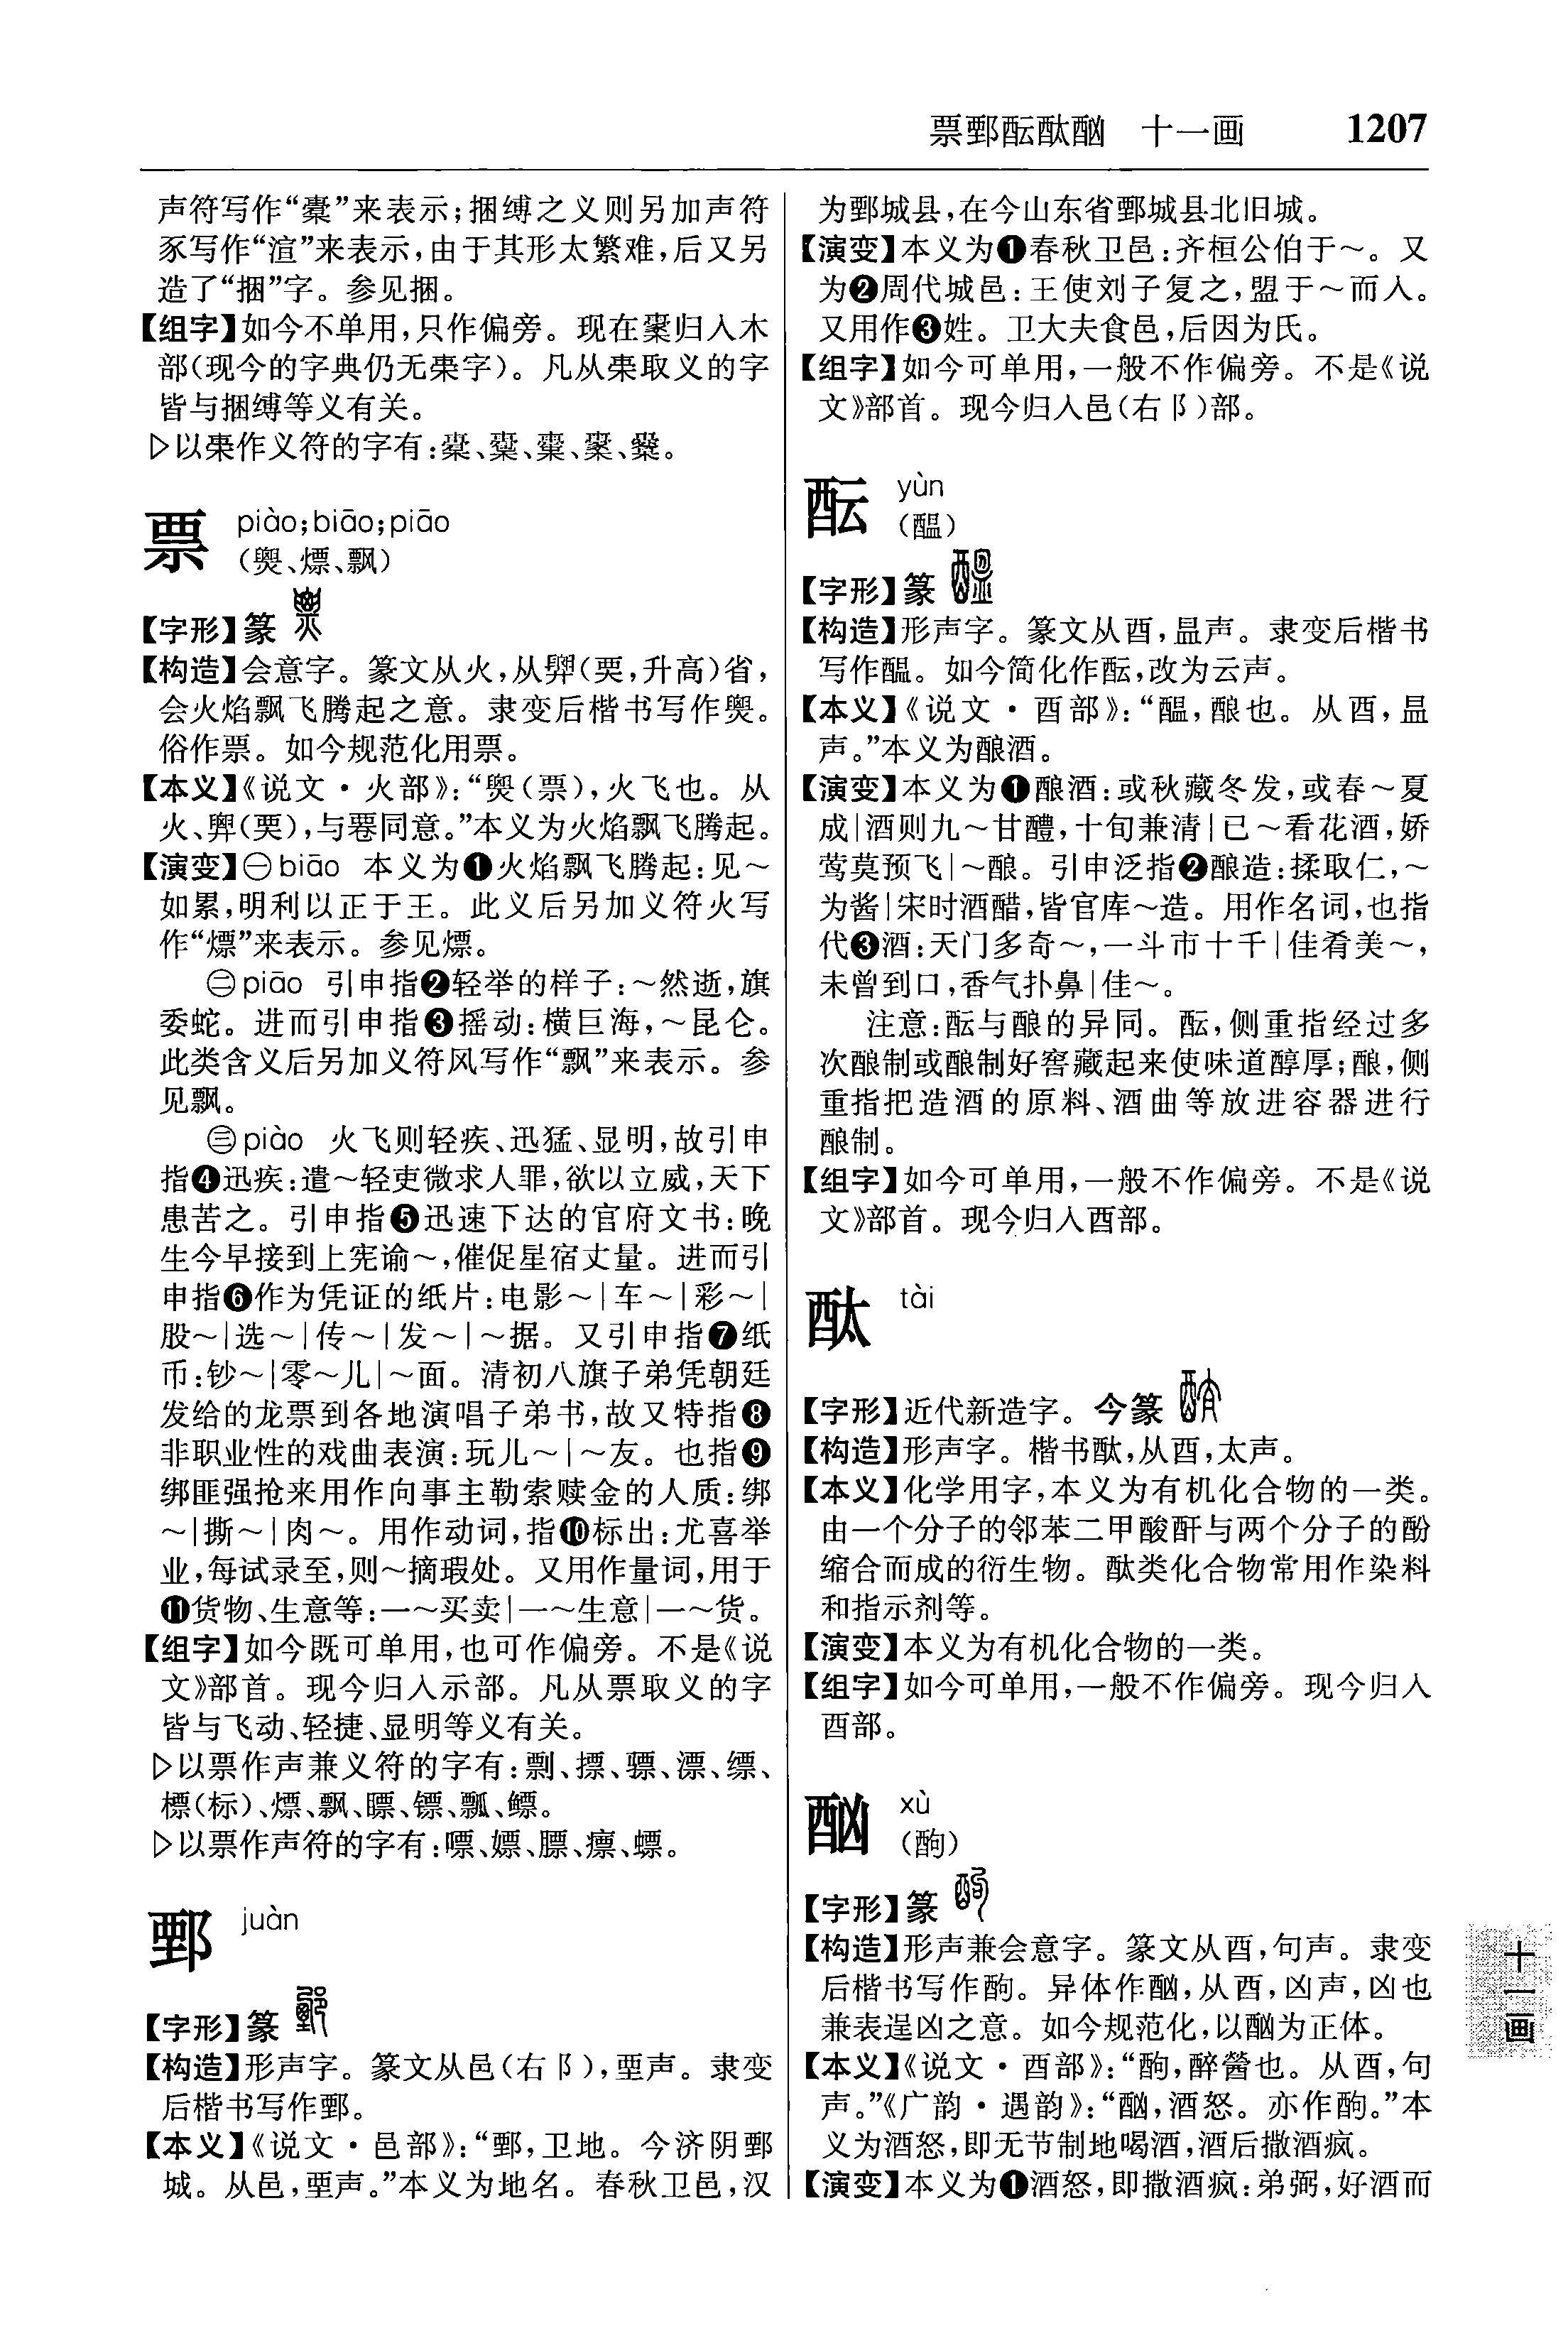 票鄄酝酞酗 十一画 1207
声符写作“橐”来表示;捆缚之义则另加声符
豕写作“ ”来表示,由于其形太繁难,后又另
造了“捆”字。参见捆。
【组字】如今不单用,只作偏旁。现在橐归入木
部(现今的字典仍无㯻字)。凡从㯻取义的字
皆与捆缚等义有关。
▷以㯻作义符的字有:
票 piào;biāo;piāo
(㶾、熛、飘)
【字形】篆
【构造】会意字。篆文从火,从 (䙴,升高)省,
会火焰飘飞腾起之意。隶变后楷书写作㶾。
俗作票。如今规范化用票。
【本义】《说文·火部》:“㶾(票),火飞也。从
火、 (䙴),与 同意。”本义为火焰飘飞腾起。
【演变】㊀biāo 本义为❶火焰飘飞腾起:见～
如累,明利以正于王。此义后另加义符火写
作“熛”来表示。参见熛。
㊁piāo 引申指❷轻举的样子:～然逝,旗
委蛇。进而引申指❸摇动:横巨海,～昆仑。
此类含义后另加义符风写作“飘”来表示。参
见飘。
㊂piào 火飞则轻疾、迅猛、显明,故引申
指❹迅疾:遣～轻吏微求人罪,欲以立威,天下
患苦之。引申指❺迅速下达的官府文书:晚
生今早接到上宪谕～,催促星宿丈量。进而引
申指❻作为凭证的纸片:电影～|车～|彩～|
股～|选～|传～|发～|～据。又引申指❼纸
币:钞～|零～儿|～面。清初八旗子弟凭朝廷
发给的龙票到各地演唱子弟书,故又特指❽
非职业性的戏曲表演:玩儿～|～友。也指❾
绑匪强抢来用作向事主勒索赎金的人质:绑
～|撕～|肉～。用作动词,指❿标出:尤喜举
业,每试录至,则～摘瑕处。又用作量词,用于
⓫货物、生意等:一～买卖|一～生意|一～货。
【组字】如今既可单用,也可作偏旁。不是《说
文》部首。现今归入示部。凡从票取义的字
皆与飞动、轻捷、显明等义有关。
▷以票作声兼义符的字有:剽、摽、骠、漂、缥、
標(标)、熛、飘、瞟、镖、瓢、鳔。
▷以票作声符的字有:嘌、嫖、膘、瘭、螵。
鄄 juàn
【字形】篆
【构造】形声字。篆文从邑(右阝),垔声。隶变
后楷书写作鄄。
【本义】《说文·邑部》:“鄄,卫地。今济阴鄄
城。从邑,垔声。”本义为地名。春秋卫邑,汉
为鄄城县,在今山东省鄄城县北旧城。
【演变】本义为❶春秋卫邑:齐桓公伯于～。又
为❷周代城邑:王使刘子复之,盟于～而入。
又用作❸姓。卫大夫食邑,后因为氏。
【组字】如今可单用,一般不作偏旁。不是《说
文》部首。现今归入邑(右阝)部。
酝 yùn
(醖)
【字形】篆
【构造】形声字。篆文从酉,昷声。隶变后楷书
写作醖。如今简化作酝,改为云声。
【本义】《说文·酉部》:“醖,酿也。从酉,昷
声。”本义为酿酒。
【演变】本义为❶酿酒:或秋藏冬发,或春～夏
成|酒则九～甘醴,十旬兼清|已～看花酒,娇
莺莫预飞|～酿。引申泛指❷酿造:揉取仁,～
为酱|宋时酒醋,皆官库～造。用作名词,也指
代❸酒:天门多奇～,一斗市十千|佳肴美～,
未曾到口,香气扑鼻|佳～。
注意:酝与酿的异同。酝,侧重指经过多
次酿制或酿制好窖藏起来使味道醇厚;酿,侧
重指把造酒的原料、酒曲等放进容器进行
酿制。
【组字】如今可单用,一般不作偏旁。不是《说
文》部首。现今归入酉部。
酞 tài
【字形】近代新造字。今篆
【构造】形声字。楷书酞,从酉,太声。
【本义】化学用字,本义为有机化合物的一类。
由一个分子的邻苯二甲酸酐与两个分子的酚
缩合而成的衍生物。酞类化合物常用作染料
和指示剂等。
【演变】本义为有机化合物的一类。
【组字】如今可单用,一般不作偏旁。现今归入
酉部。
酗 xù
(酌)
【字形】篆
【构造】形声兼会意字。篆文从酉,句声。隶变
后楷书写作 。异体作酗,从酉,凶声,凶也
兼表逞凶之意。如今规范化,以酗为正体。
【本义】《说文·酉部》:“ ,醉醟也。从酉,句
声。”《广韵·遇韵》:“酗,酒怒。亦作 。”本
义为酒怒,即无节制地喝酒,酒后撒酒疯。
【演变】本义为❶酒怒,即撒酒疯:弟弼,好酒而
十一画